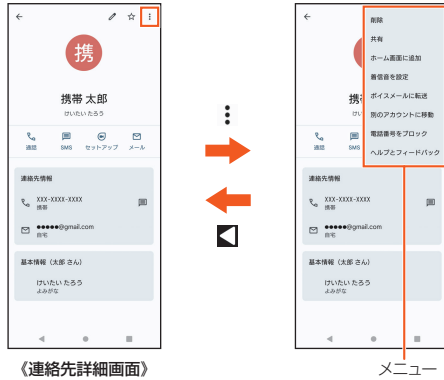 携
携帯 太郎
けいたい たろう
通話
SMS
セットアップ
メール
連絡先情報
XXX-XXXX-XXXX
携帯
●●●●●@gmail.com
自宅
基本情報（太郎 さん）
けいたい たろう
よみがな
《連絡先詳細画面》
削除
共有
ホーム画面に追加
着信音を設定
ボイスメールに転送
別のアカウントに移動
電話番号をブロック
ヘルプとフィードバック
携
けい
通話
SMS
連絡先情報
XXX-XXXX-XXXX
携帯
●●●●●@gmail.com
自宅
基本情報（太郎 さん）
けいたい たろう
よみがな
メニュー